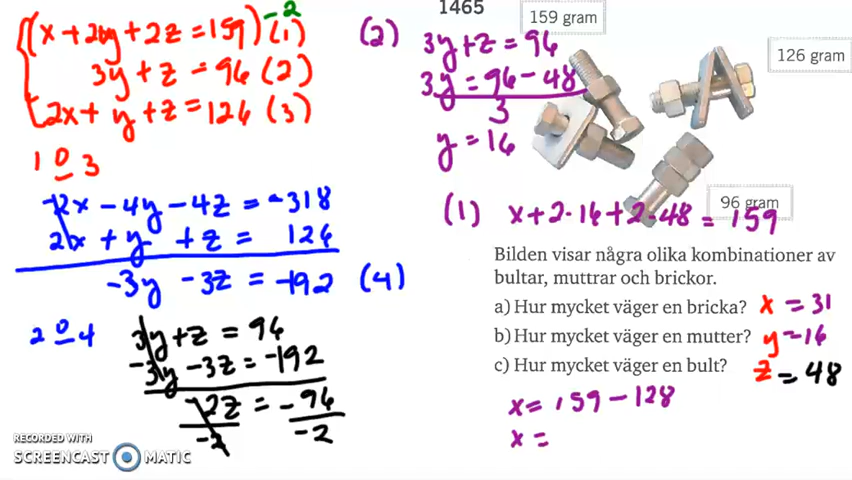 (x + 2y + 2z = 159) (1) -2
3y + z = 96 (2)
2x + y + z = 126 (3)
1 o 3
-2x - 4y - 4z = -318
2x + y + z = 126
-3y - 3z = -192 (4)
2 o 4
3y + z = 96
-3y - 3z = -192
-2z = -96
-2 -2
1465
159 gram
126 gram
96 gram
(2) 3y + z = 96
3y = 96 - 48
3
y = 16
(1) x + 2·16 + 2·48 = 159
Bilden visar några olika kombinationer av
bultar, muttrar och brickor.
a) Hur mycket väger en bricka? x = 31
b) Hur mycket väger en mutter? y = 16
c) Hur mycket väger en bult? z = 48
x = 159 - 128
x =
RECORDED WITH
SCREENCAST MATIC